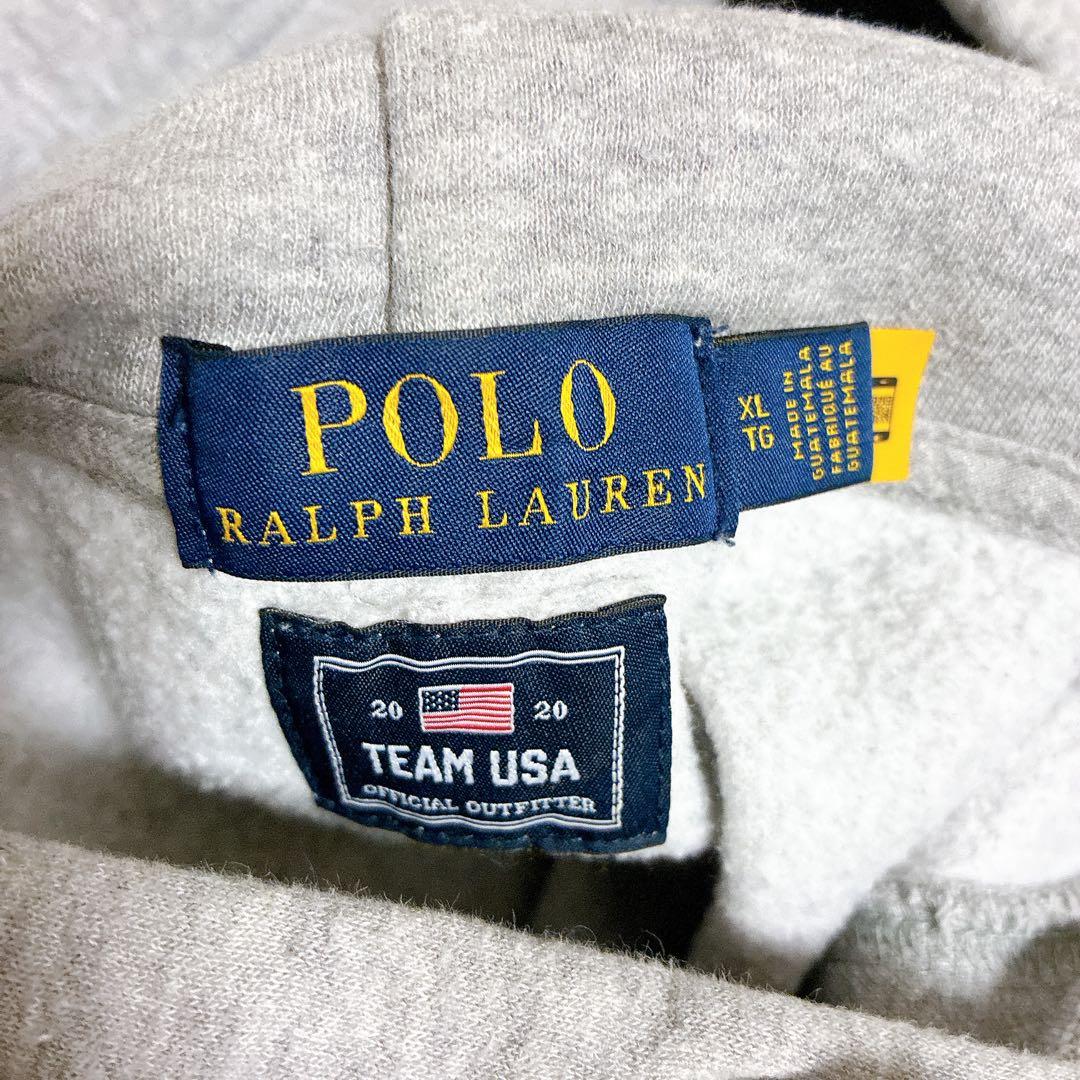 POLO
RALPH LAUREN
XL
TG
MADE IN
GUATEMALA
FABRIQUÉ AU
GUATEMALA
20 20
TEAM USA
OFFICIAL OUTFITTER